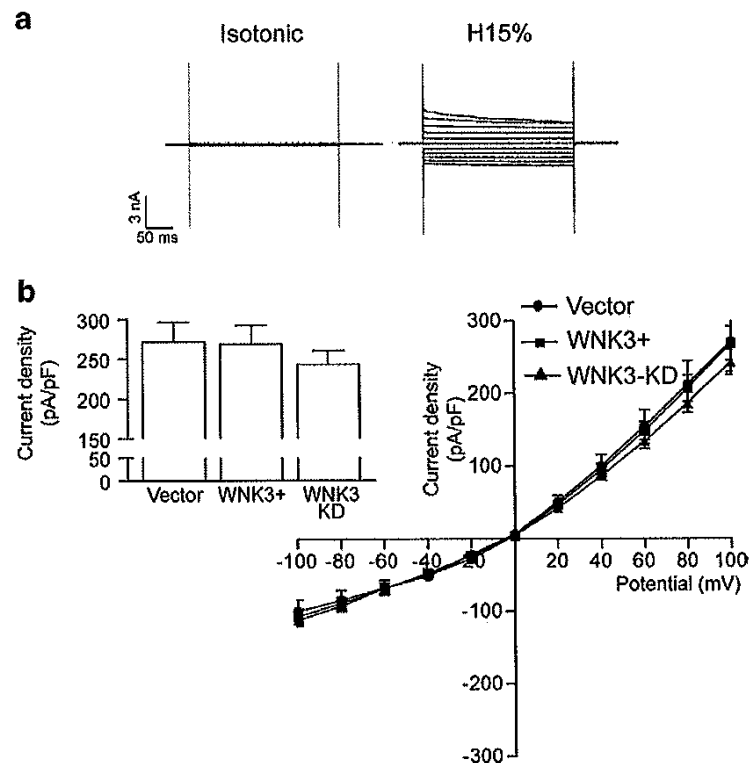 a
Isotonic
H15%
3 nA
50 ms
b
300
250
200
150
50
0
Current density
(pA/pF)
Vector
WNK3+
WNK3
KD
Vector
WNK3+
WNK3-KD
300
200
100
-100
-200
-300
Current density
(pA/pF)
-100 -80 -60 -40 -20 0 20 40 60 80 100
Potential (mV)